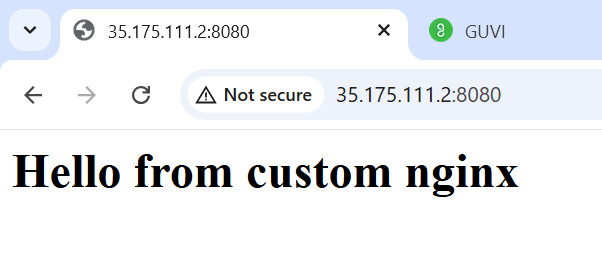 35.175.111.2:8080
GUVI
Not secure
35.175.111.2:8080
Hello from custom nginx